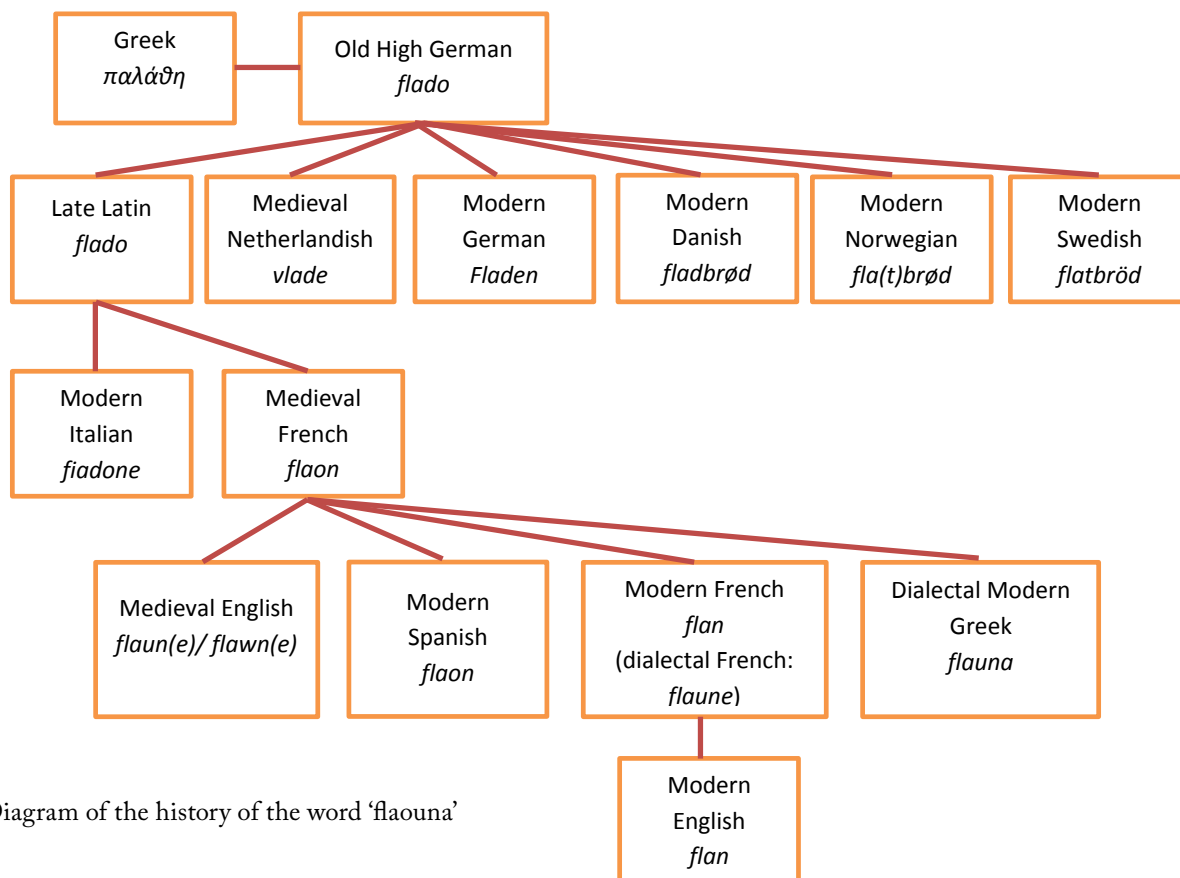 Greek
παλάϑη
Old High German
flado
Late Latin
flado
Medieval
Netherlandish
vlade
Modern
German
Fladen
Modern
Danish
fladbrød
Modern
Norwegian
fla(t)brød
Modern
Swedish
flatbröd
Modern
Italian
fiadone
Medieval
French
flaon
Medieval English
flaun(e)/ flawn(e)
Modern
Spanish
flaon
Modern French
flan
(dialectal French:
flaune)
Dialectal Modern
Greek
flauna
Modern
English
flan
Diagram of the history of the word ‘flaouna’